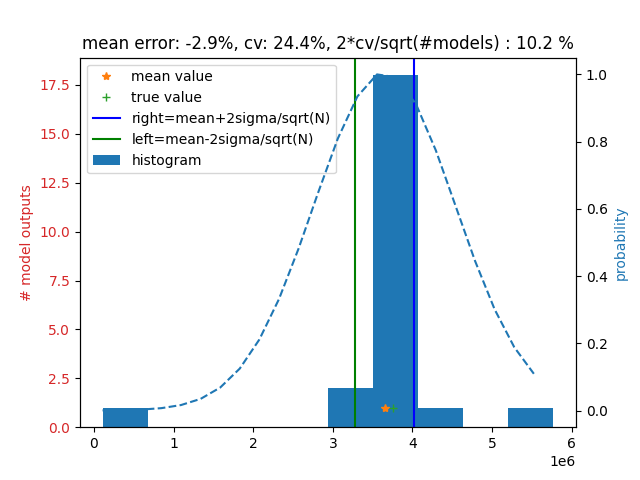 mean error: -2.9%, cv: 24.4%, 2*cv/sqrt(#models) : 10.2 %
mean value
true value
right=mean+2sigma/sqrt(N)
left=mean-2sigma/sqrt(N)
histogram
# model outputs
17.5
15.0
12.5
10.0
7.5
5.0
2.5
0.0
1.0
0.8
0.6
0.4
0.2
0.0
probability
0
1
2
3
4
5
6
1e6